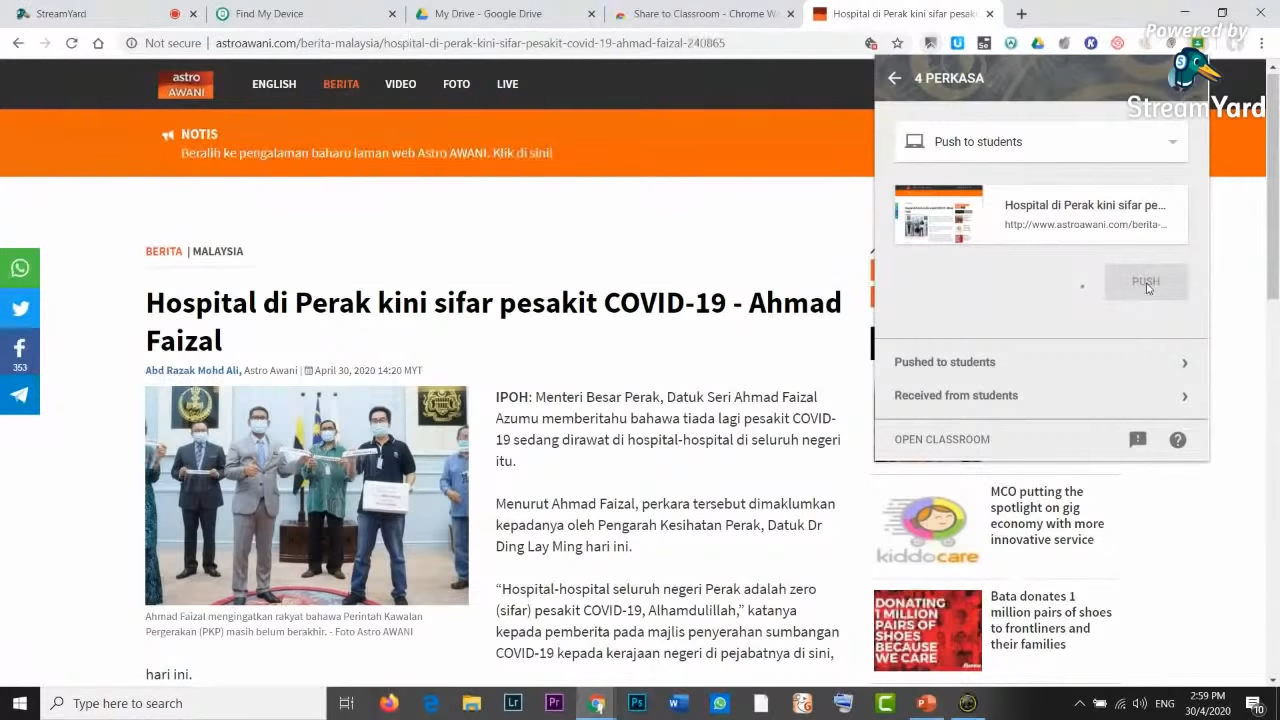 StreamYard
Find My Device
My Drive - Google Drive
Share to Classroom - Chrome We
Hospital di Perak kini sifar pesak
Not secure | astroawani.com/berita-malaysia/hospital-di-perak-kini-sifar-pesakit-covid-19-ahmad-faizal-240865
Powered by
StreamYard
astro
AWANI
ENGLISH
BERITA
VIDEO
FOTO
LIVE
NOTIS
Beralih ke pengalaman baharu laman web Astro AWANI. Klik di sini!
4 PERKASA
Push to students
Hospital di Perak kini sifar pe...
http://www.astroawani.com/berita-...
PUSH
Pushed to students
Received from students
OPEN CLASSROOM
BERITA | MALAYSIA
Hospital di Perak kini sifar pesakit COVID-19 - Ahmad
Faizal
Abd Razak Mohd Ali, Astro Awani | April 30, 2020 14:20 MYT
353
Ahmad Faizal mengingatkan rakyat bahawa Perintah Kawalan
Pergerakan (PKP) masih belum berakhir. - Foto Astro AWANI
IPOH: Menteri Besar Perak, Datuk Seri Ahmad Faizal
Azumu memberitahu bahawa tiada lagi pesakit COVID-
19 sedang dirawat di hospital-hospital di seluruh negeri
itu.
Menurut Ahmad Faizal, perkara tersebut dimaklumkan
kepadanya oleh Pengarah Kesihatan Perak, Datuk Dr
Ding Lay Ming hari ini.
“Hospital-hospital seluruh negeri Perak adalah zero
(sifar) pesakit COVID-19, Alhamdulillah,” katanya
kepada pemberita pada majlis penyerahan sumbangan
COVID-19 kepada kerajaan negeri di pejabatnya di sini,
hari ini.
kiddocare
MCO putting the
spotlight on gig
economy with more
innovative service
DONATING
1 MILLION
PAIRS OF
SHOES
BECAUSE
WE CARE
Bata donates 1
million pairs of shoes
to frontliners and
their families
Type here to search
ENG
2:59 PM
30/4/2020
10